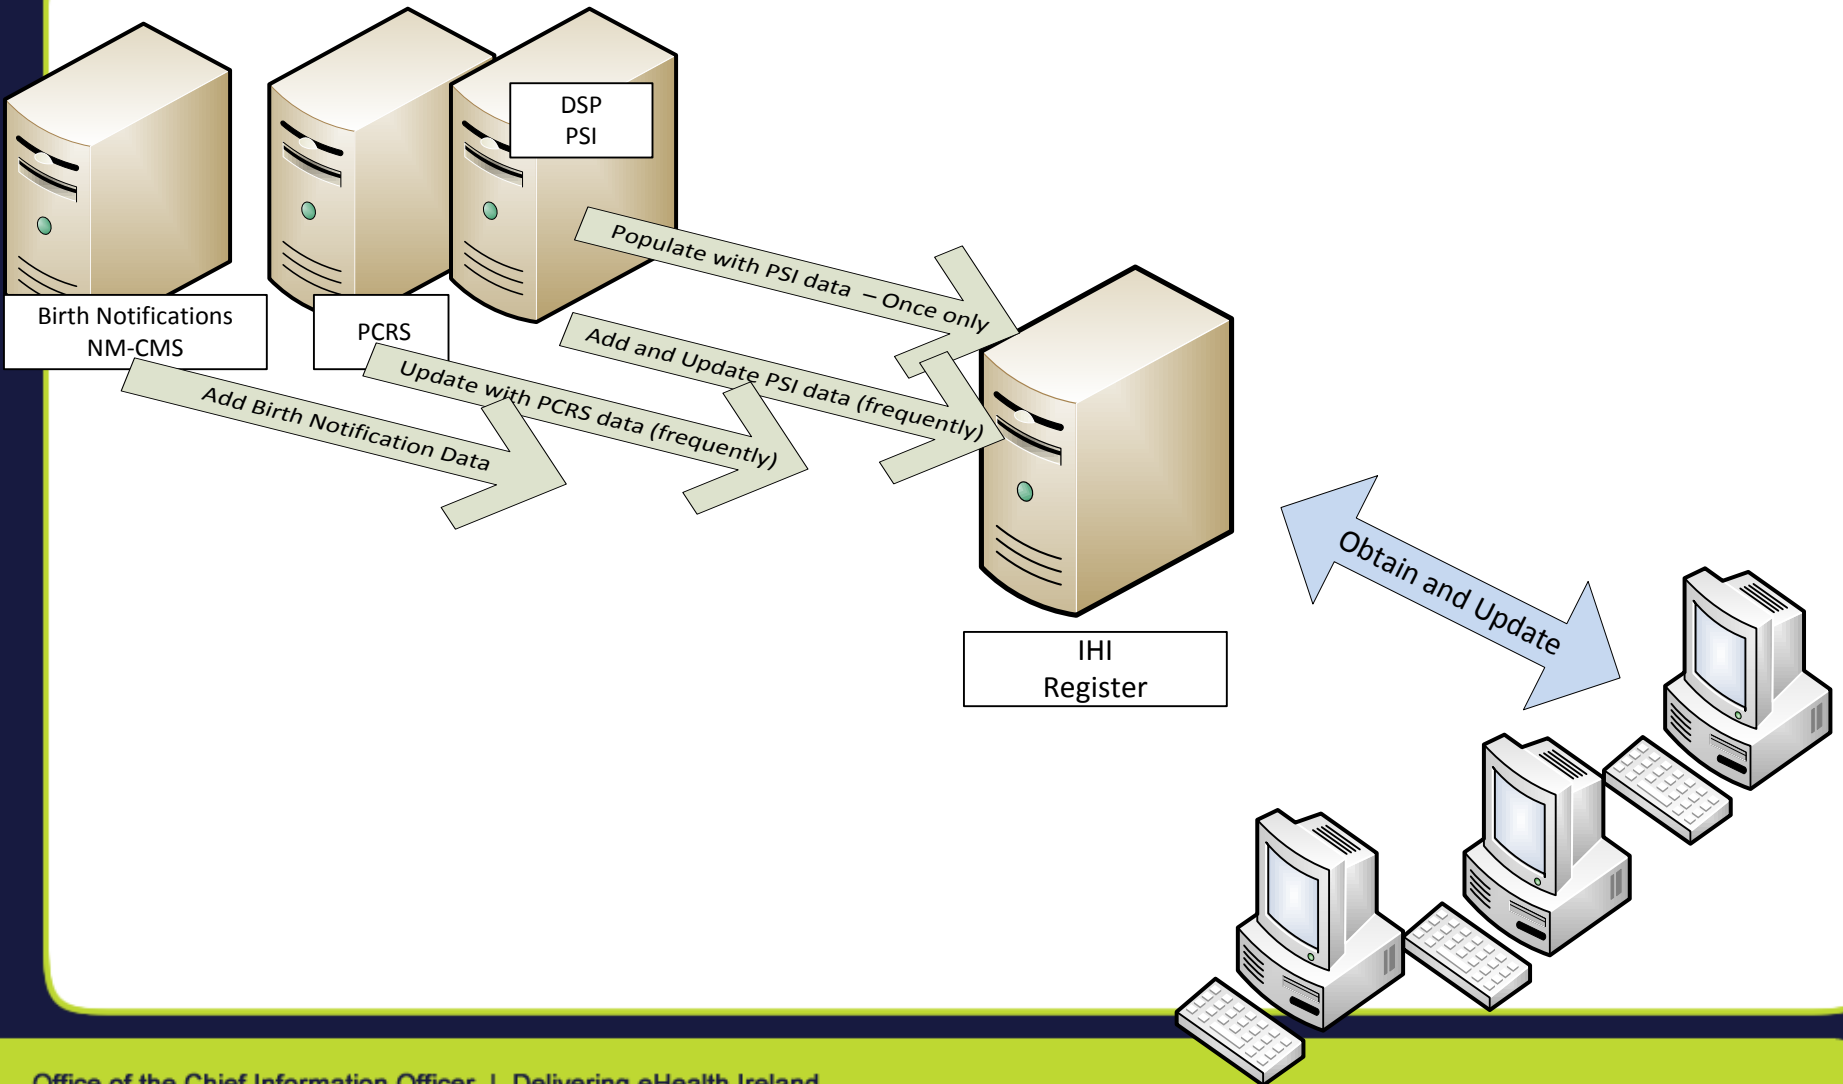 DSP
PSI
Populate with PSI data – Once only
Birth Notifications
NM-CMS
PCRS
Add and Update PSI data (frequently)
Update with PCRS data (frequently)
Add Birth Notification Data
Obtain and Update
IHI
Register
Office of the Chief Information Officer | Delivering eHealth Ireland